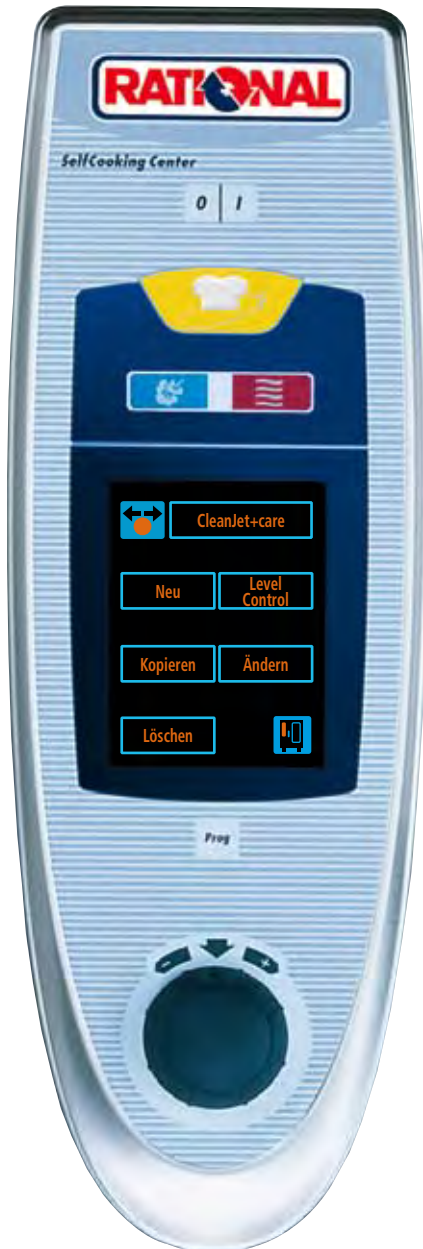 RATIONAL
SelfCooking Center
0 I
CleanJet+care
Neu
Level
Control
Kopieren
Ändern
Löschen
Prog
- +